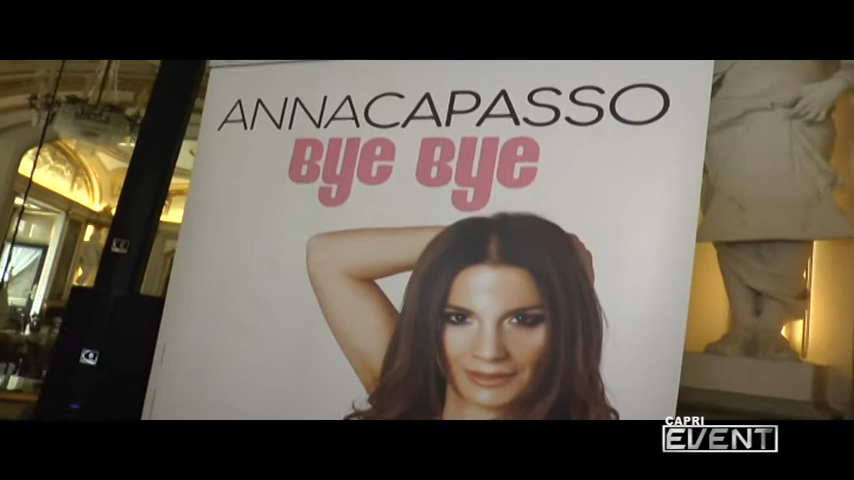 ANNACAPASSO
Bye Bye
CAPRI
EVENT